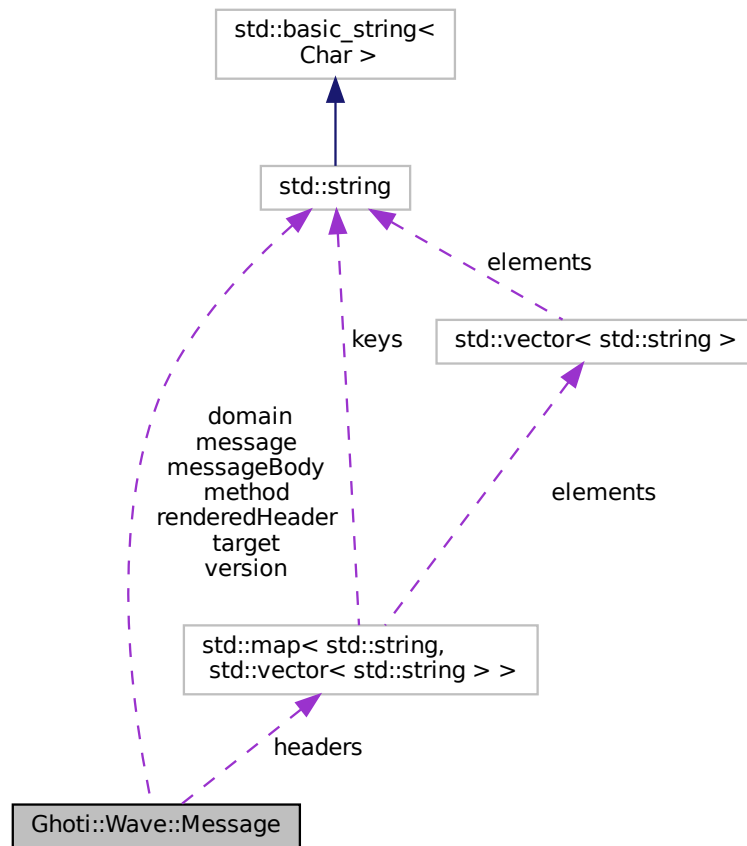 std::basic_string<
Char >
std::string
elements
keys
std::vector< std::string >
domain
message
messageBody
method
renderedHeader
target
version
elements
std::map< std::string,
std::vector< std::string > >
headers
Ghoti::Wave::Message